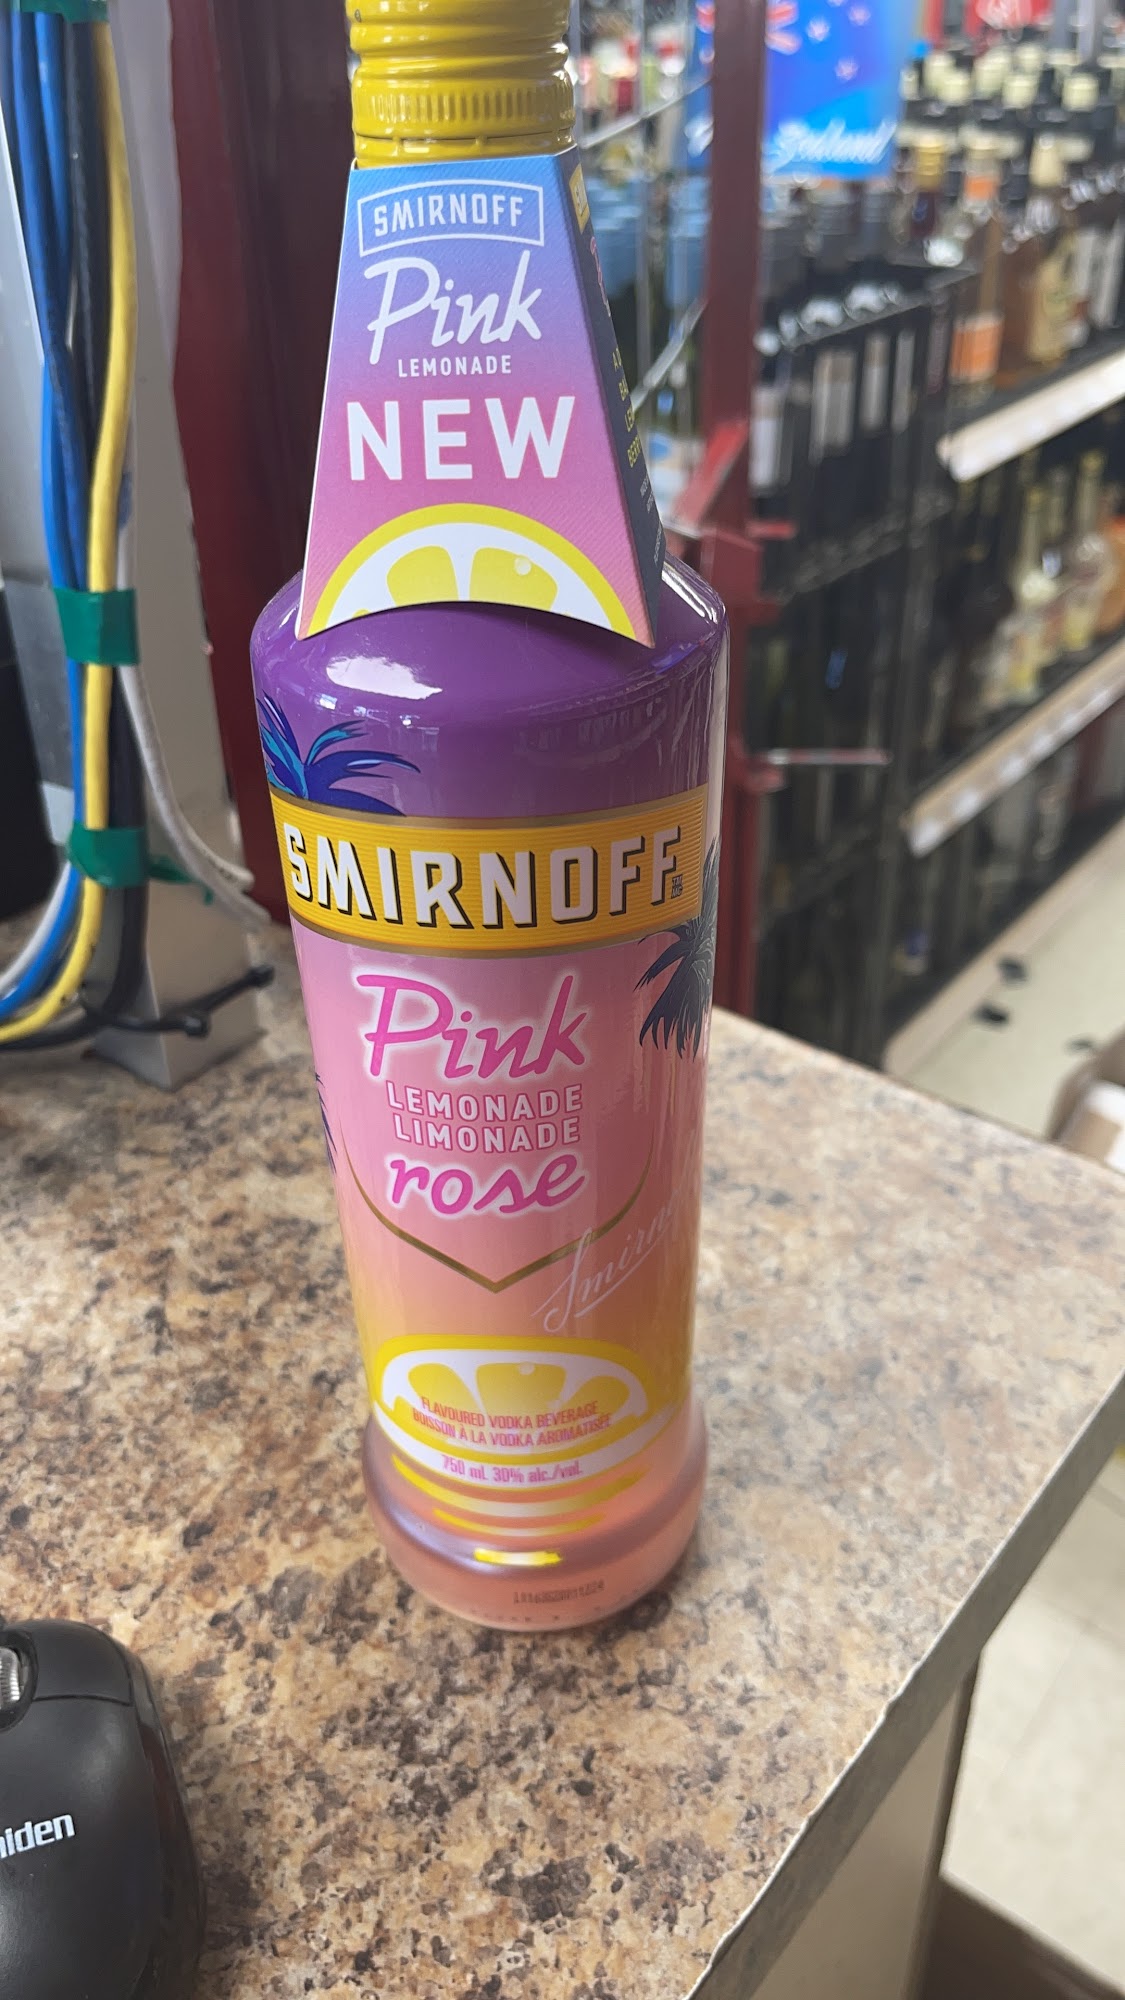 SMIRNOFF
Pink
LEMONADE
NEW
SMIRNOFF
Pink
LEMONADE
LIMONADE
rose
FLAVOURED VODKA BEVERAGE
BOISSON À LA VODKA AROMATISÉE
750 mL 30% alc./vol.